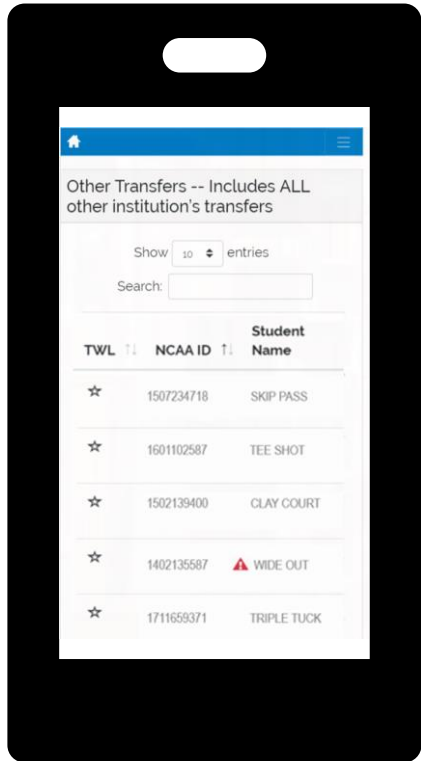 Other Transfers -- Includes ALL
other institution's transfers
Show 10 entries
Search:
TWL NCAA ID Student Name
1507234718 SKIP PASS
1601102587 TEE SHOT
1502139400 CLAY COURT
1402135587 WIDE OUT
1711659371 TRIPLE TUCK